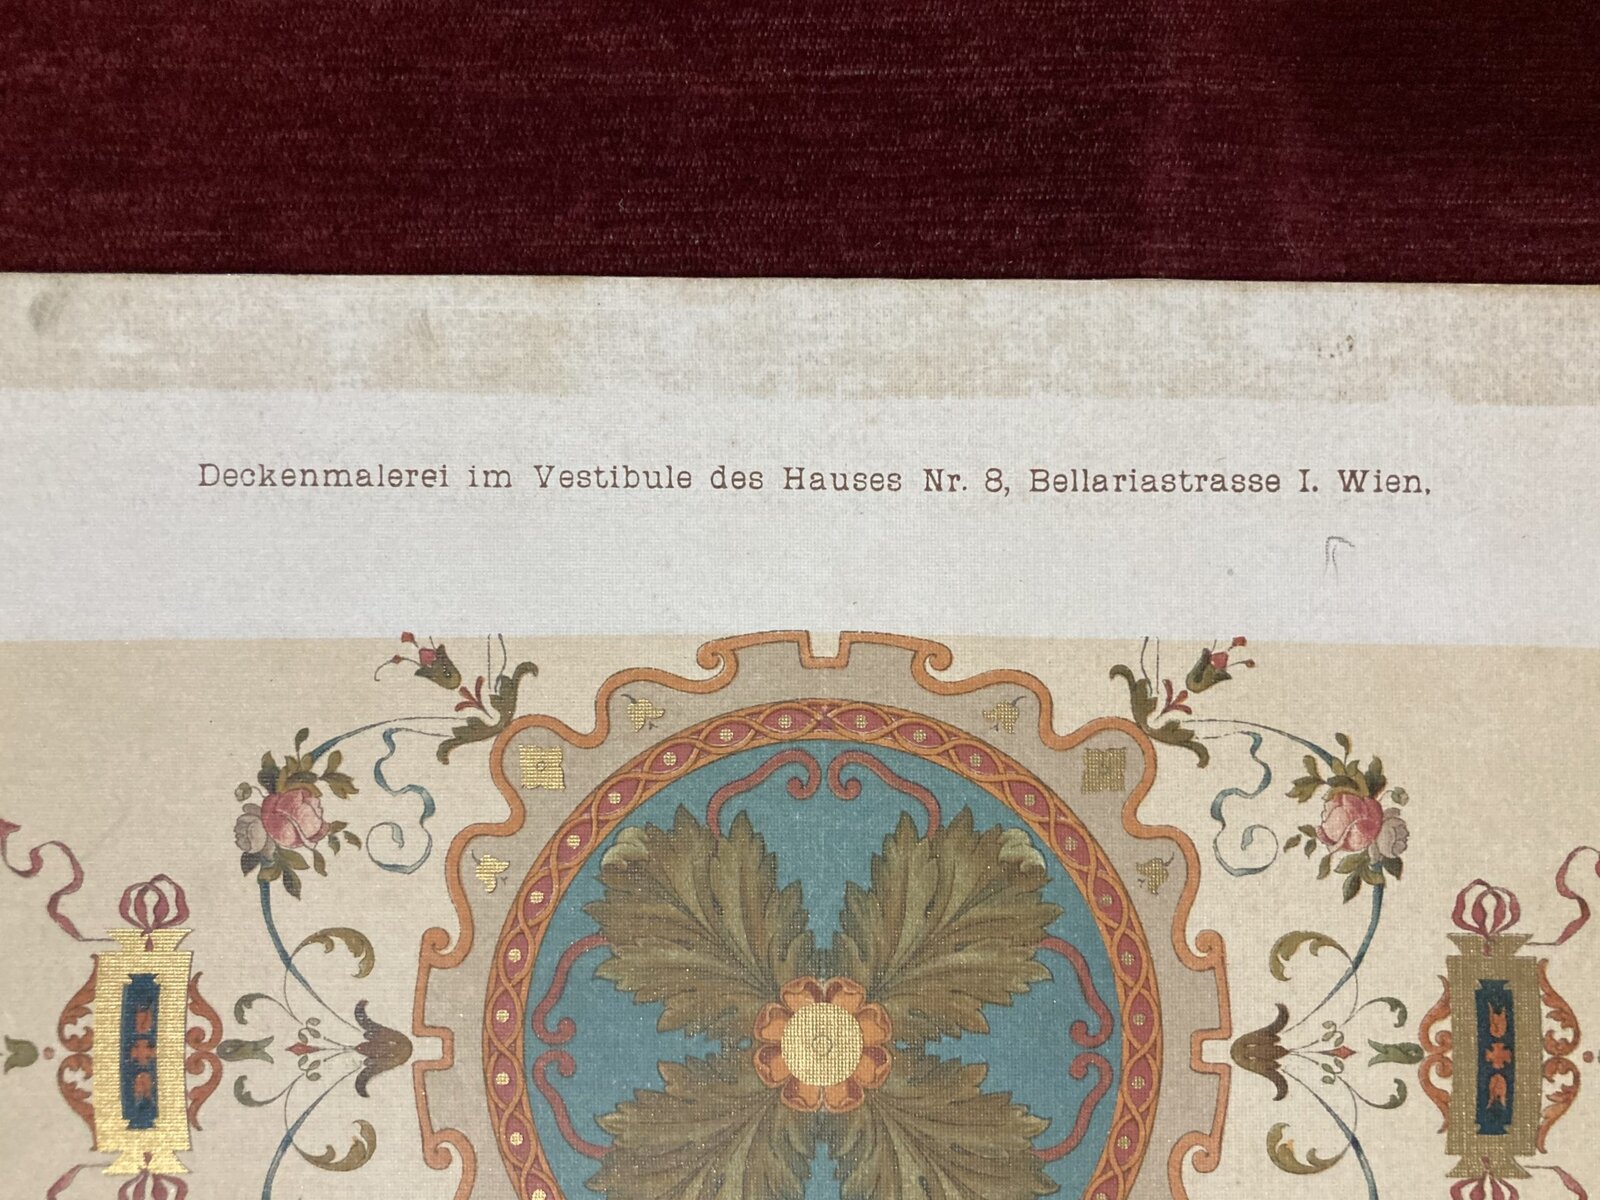 Deckenmalerei im Vestibule des Hauses Nr. 8, Bellariastrasse I. Wien.